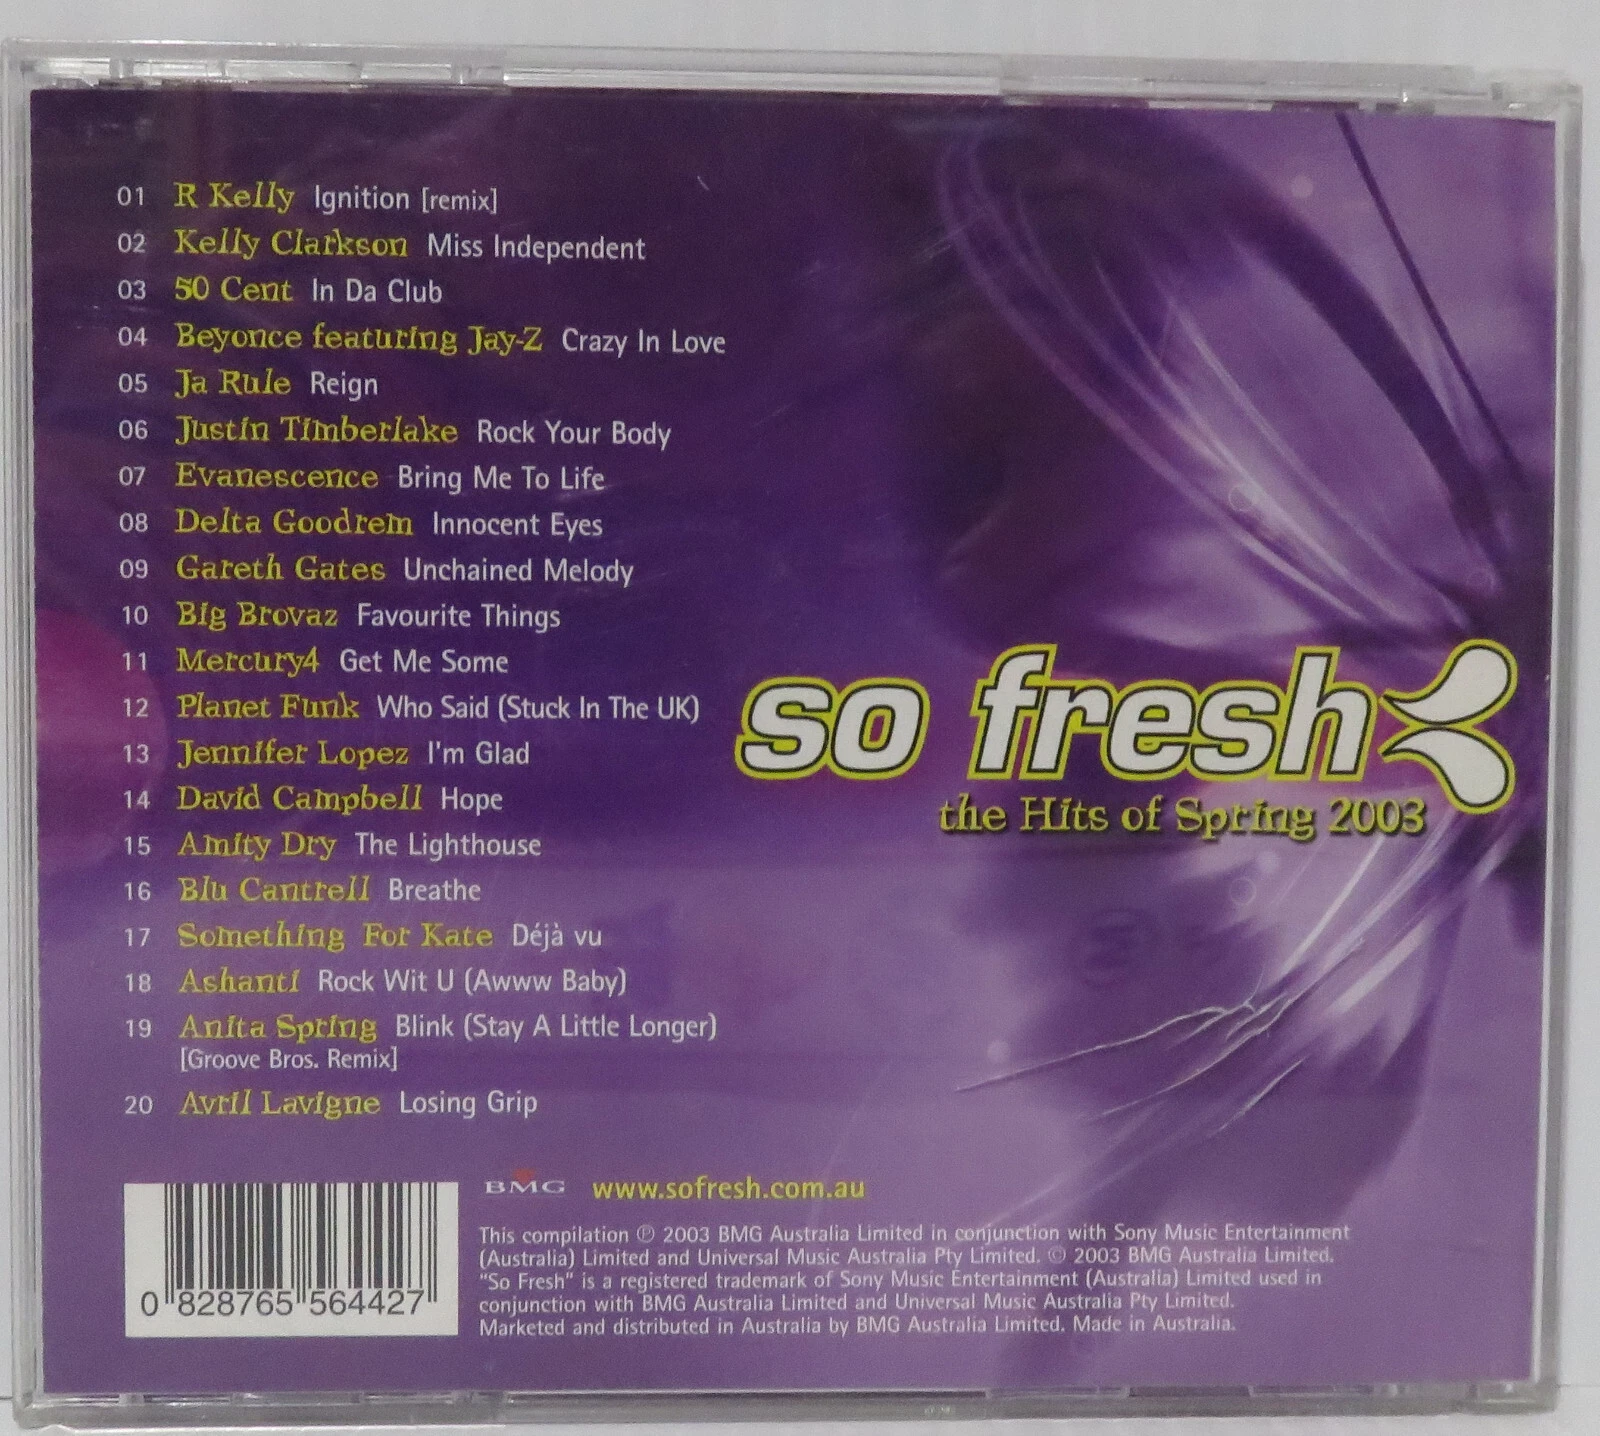 01 R Kelly Ignition [remix]
02 Kelly Clarkson Miss Independent
03 50 Cent In Da Club
04 Beyonce featuring Jay-Z Crazy In Love
05 Ja Rule Reign
06 Justin Timberlake Rock Your Body
07 Evanescence Bring Me To Life
08 Delta Goodrem Innocent Eyes
09 Gareth Gates Unchained Melody
10 Big Brovaz Favourite Things
11 Mercury4 Get Me Some
12 Planet Funk Who Said (Stuck In The UK)
13 Jennifer Lopez I'm Glad
14 David Campbell Hope
15 Amity Dry The Lighthouse
16 Blu Cantrell Breathe
17 Something For Kate Déjà vu
18 Ashanti Rock Wit U (Awww Baby)
19 Anita Spring Blink (Stay A Little Longer)
[Groove Bros. Remix]
20 Avril Lavigne Losing Grip
so fresh
the Hits of Spring 2003
0 828765 564427
BMG www.sofresh.com.au
This compilation ℗ 2003 BMG Australia Limited in conjunction with Sony Music Entertainment
(Australia) Limited and Universal Music Australia Pty Limited. © 2003 BMG Australia Limited.
"So Fresh" is a registered trademark of Sony Music Entertainment (Australia) Limited used in
conjunction with BMG Australia Limited and Universal Music Australia Pty Limited.
Marketed and distributed in Australia by BMG Australia Limited. Made in Australia.